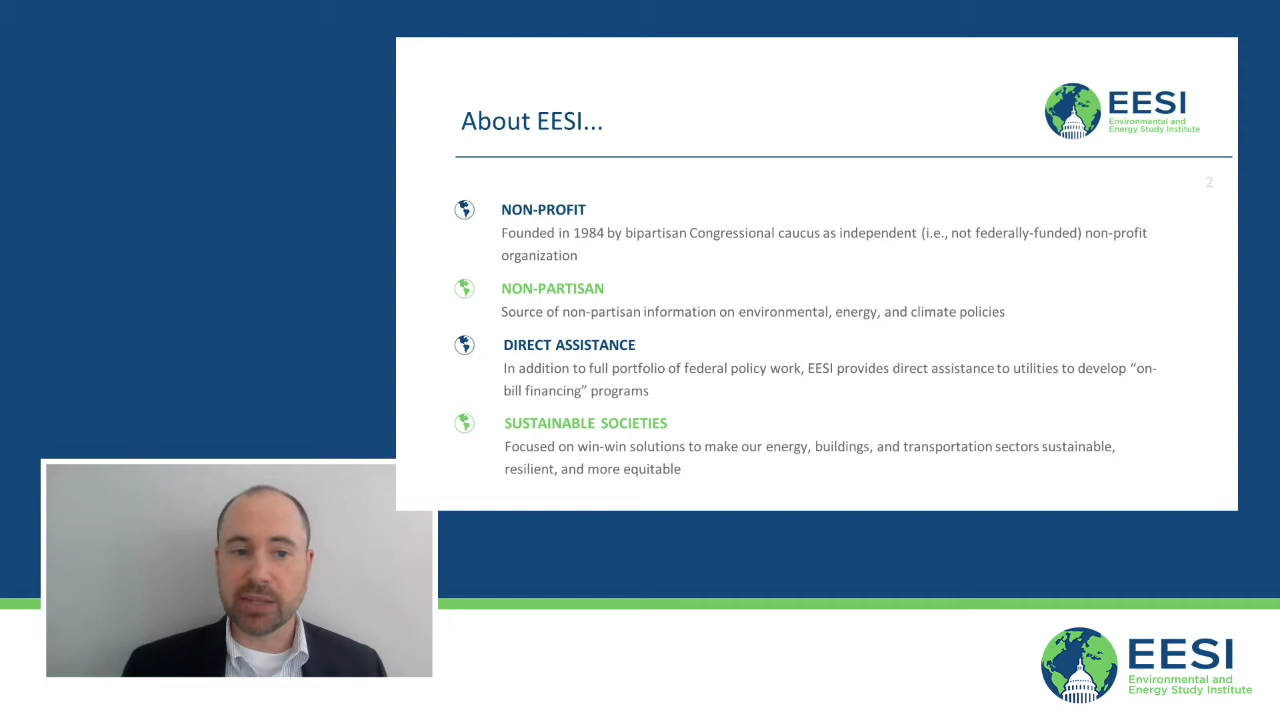 About EESI...
EESI
Environmental and
Energy Study Institute
2
NON-PROFIT
Founded in 1984 by bipartisan Congressional caucus as independent (i.e., not federally-funded) non-profit
organization
NON-PARTISAN
Source of non-partisan information on environmental, energy, and climate policies
DIRECT ASSISTANCE
In addition to full portfolio of federal policy work, EESI provides direct assistance to utilities to develop “on-
bill financing” programs
SUSTAINABLE SOCIETIES
Focused on win-win solutions to make our energy, buildings, and transportation sectors sustainable,
resilient, and more equitable
EESI
Environmental and
Energy Study Institute